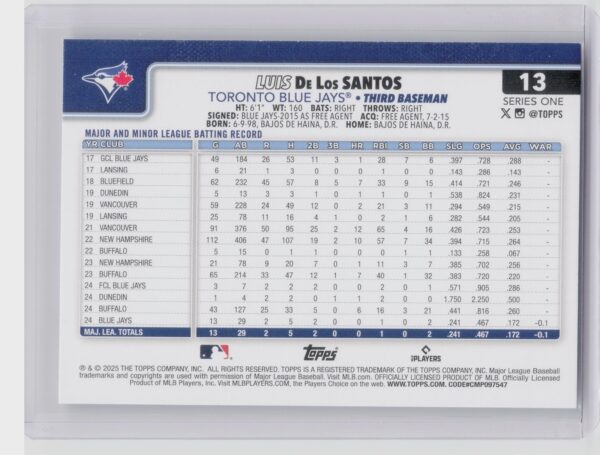 LUIS DE LOS SANTOS
13
TORONTO BLUE JAYS® • THIRD BASEMAN
SERIES ONE
HT: 6'1" WT: 160 BATS: RIGHT THROWS: RIGHT
@TOPPS
SIGNED: BLUE JAYS-2015 AS FREE AGENT ACQ: FREE AGENT, 7-2-15
BORN: 6-9-98, BAJOS DE HAINA, D.R. HOME: BAJOS DE HAINA, D.R.
MAJOR AND MINOR LEAGUE BATTING RECORD
YR CLUB G AB R H 2B 3B HR RBI SB BB SLG OPS AVG WAR
17 GCL BLUE JAYS 49 184 26 53 11 3 1 28 7 6 .397 .728 .288 -
17 LANSING 6 21 1 3 0 0 0 1 0 0 .143 .286 .143 -
18 BLUEFIELD 62 232 45 57 8 5 7 33 9 15 .414 .721 .246 -
19 DUNEDIN 5 13 3 3 1 0 1 1 0 0 .538 .824 .231 -
19 VANCOUVER 59 228 24 49 12 0 2 21 3 11 .294 .549 .215 -
19 LANSING 25 78 11 16 4 1 0 2 1 6 .282 .544 .205 -
21 VANCOUVER 91 376 50 95 25 2 12 65 4 16 .426 .723 .253 -
22 NEW HAMPSHIRE 112 406 47 107 19 2 10 57 7 34 .394 .715 .264 -
22 BUFFALO 5 15 0 1 1 0 0 0 0 1 .133 .258 .067 -
23 NEW HAMPSHIRE 21 78 9 20 7 0 1 11 3 7 .385 .702 .256 -
23 BUFFALO 65 214 33 47 12 1 7 40 1 32 .383 .720 .220 -
24 FCL BLUE JAYS 3 7 2 2 2 0 0 2 0 1 .571 .905 .286 -
24 DUNEDIN 1 4 2 2 0 1 1 2 0 0 1.750 2.250 .500 -
24 BUFFALO 43 127 25 33 5 0 6 16 3 21 .441 .816 .260 -
24 BLUE JAYS 13 29 2 5 2 0 0 1 0 2 .241 .467 .172 -0.1
MAJ. LEA. TOTALS 13 29 2 5 2 0 0 1 0 2 .241 .467 .172 -0.1
Topps
iPLAYERS
® & © 2025 THE TOPPS COMPANY, INC. ALL RIGHTS RESERVED. TOPPS IS A REGISTERED TRADEMARK OF THE TOPPS COMPANY, INC. Major League Baseball
trademarks and copyrights are used with permission of Major League Baseball. Visit MLB.com. OFFICIALLY LICENSED PRODUCT OF MLB. Officially Licensed
Product of MLB Players, Inc. Visit MLBPLAYERS.com, the Players Choice on the web. WWW.TOPPS.COM. CODE#CMP097547